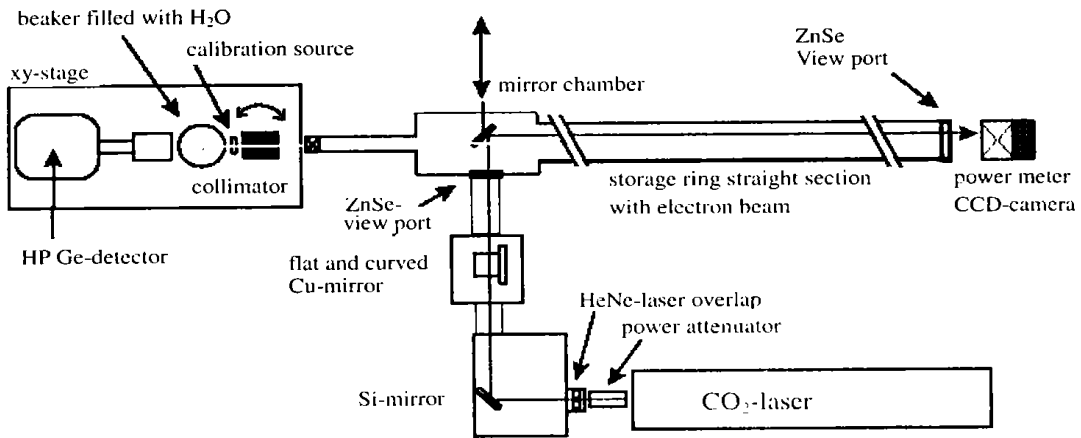 beaker filled with H₂O
calibration source
xy-stage
collimator
HP Ge-detector
mirror chamber
ZnSe
View port
storage ring straight section
with electron beam
power meter
CCD-camera
ZnSe-
view port
flat and curved
Cu-mirror
HeNe-laser overlap
power attenuator
Si-mirror
CO₂-laser